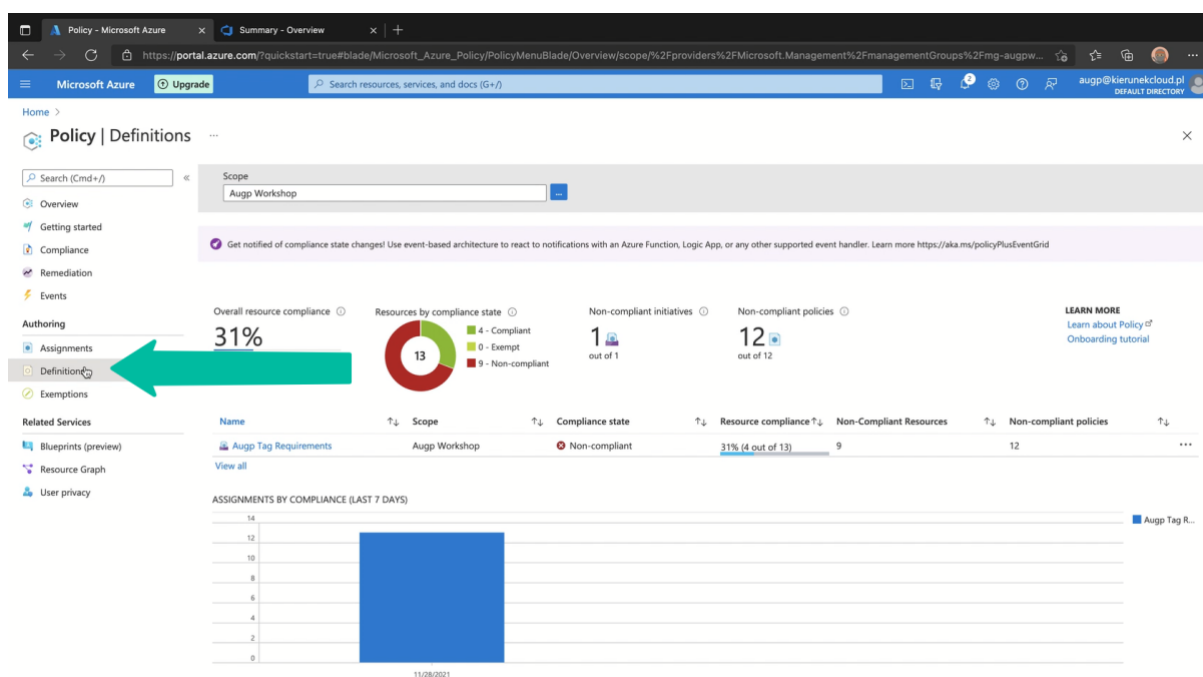 Policy - Microsoft Azure
Summary - Overview
https://portal.azure.com/?quickstart=true#blade/Microsoft_Azure_Policy/PolicyMenuBlade/Overview/scope/%2Fproviders%2FMicrosoft.Management%2FmanagementGroups%2Fmg-augpw...
Microsoft Azure
Upgrade
Search resources, services, and docs (G+/)
2
augp@kierunekcloud.pl
DEFAULT DIRECTORY
Home >
Policy | Definitions ...
Search (Cmd+/)
«
Overview
Getting started
Compliance
Remediation
Events
Authoring
Assignments
Definitions
Exemptions
Related Services
Blueprints (preview)
Resource Graph
User privacy
Scope
Augp Workshop
...
Get notified of compliance state changes! Use event-based architecture to react to notifications with an Azure Function, Logic App, or any other supported event handler. Learn more https://aka.ms/policyPlusEventGrid
Overall resource compliance
31%
Resources by compliance state
13
4 - Compliant
0 - Exempt
9 - Non-compliant
Non-compliant initiatives
1
out of 1
Non-compliant policies
12
out of 12
LEARN MORE
Learn about Policy
Onboarding tutorial
Name Scope Compliance state Resource compliance Non-Compliant Resources Non-compliant policies
Augp Tag Requirements Augp Workshop Non-compliant 31% (4 out of 13) 9 12 ...
View all
ASSIGNMENTS BY COMPLIANCE (LAST 7 DAYS)
14
12
10
8
6
4
2
0
11/28/2021
Augp Tag R...